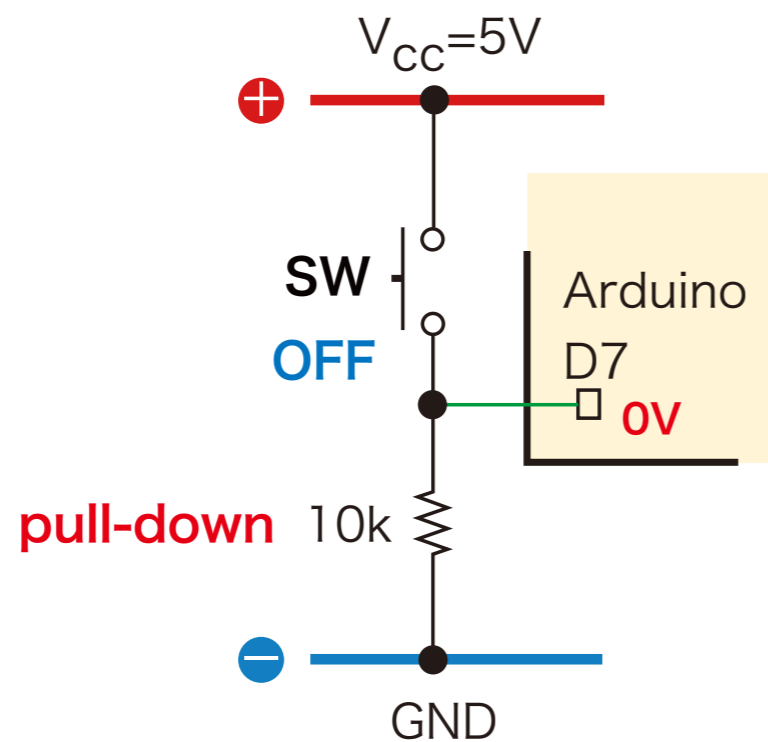 VCC=5V
+
SW
OFF
Arduino
D7
0V
pull-down 10k
−
GND